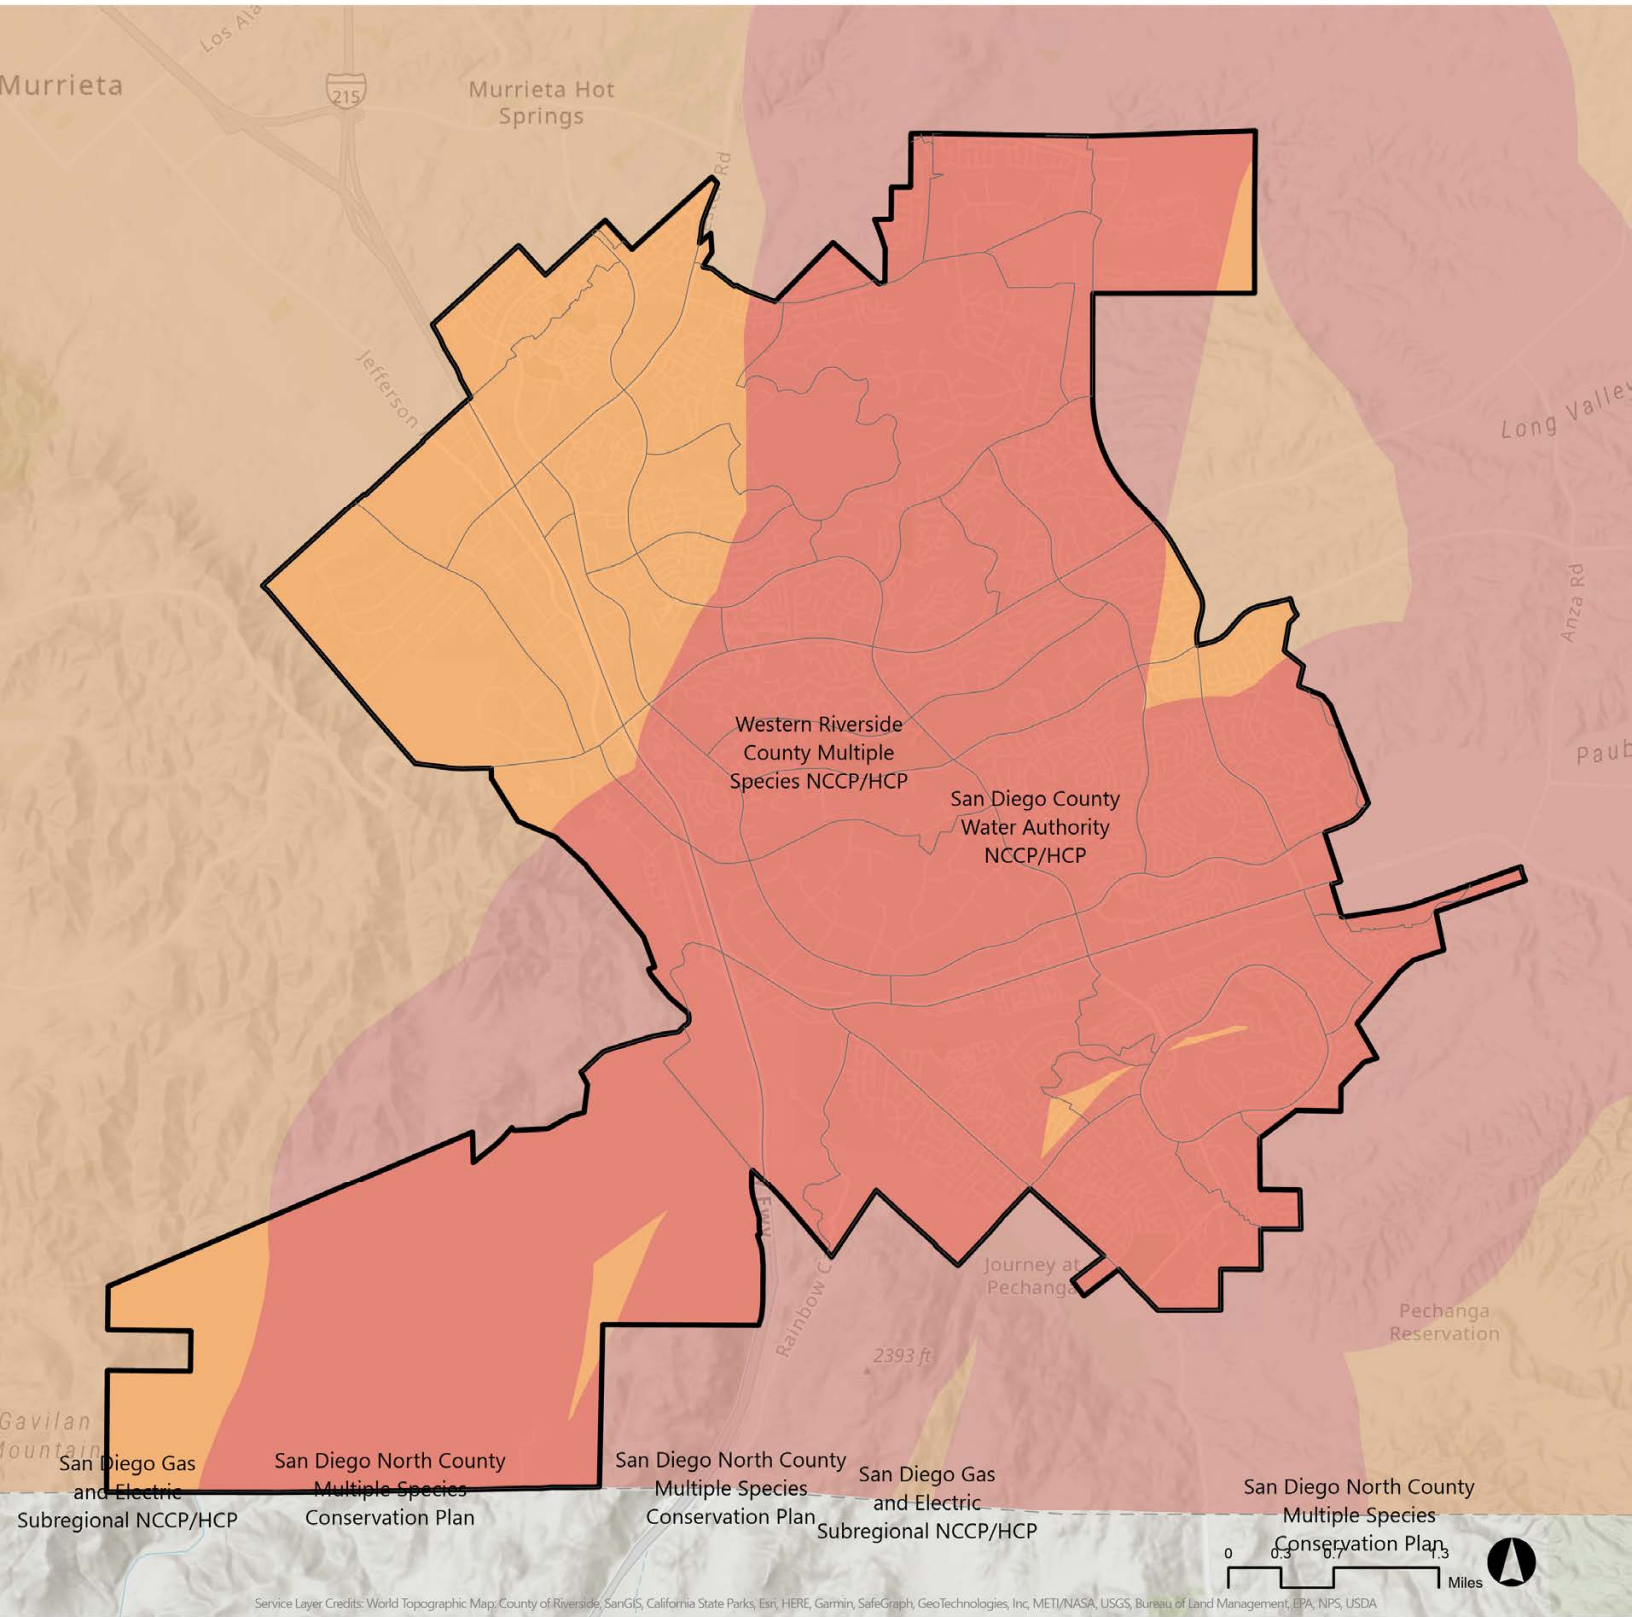 Los Ala
Murrieta
215
Murrieta Hot
Springs
Rd
Jefferson
Long Valley
Anza Rd
Paub
Western Riverside
County Multiple
Species NCCP/HCP
San Diego County
Water Authority
NCCP/HCP
Journey at
Pechanga
Rainbow C
2393 ft
Pechanga
Reservation
Gavilan
Mountain
San Diego Gas
and Electric
Subregional NCCP/HCP
San Diego North County
Multiple Species
Conservation Plan
San Diego North County
Multiple Species
Conservation Plan
San Diego Gas
and Electric
Subregional NCCP/HCP
San Diego North County
Multiple Species
Conservation Plan
0 0.3 0.7 1.3
Miles
Service Layer Credits: World Topographic Map: County of Riverside, SanGIS, California State Parks, Esri, HERE, Garmin, SafeGraph, GeoTechnologies, Inc, METI/NASA, USGS, Bureau of Land Management, EPA, NPS, USDA